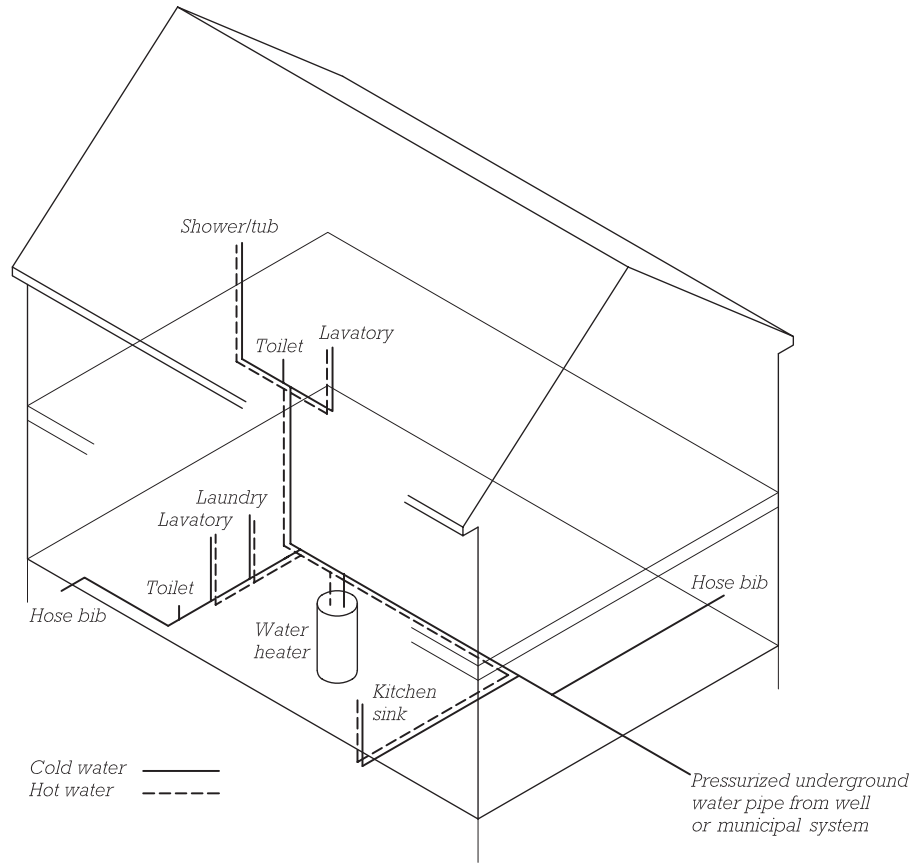 Shower/tub
Toilet
Lavatory
Laundry
Lavatory
Toilet
Hose bib
Hose bib
Water
heater
Kitchen
sink
Cold water
Hot water
Pressurized underground
water pipe from well
or municipal system